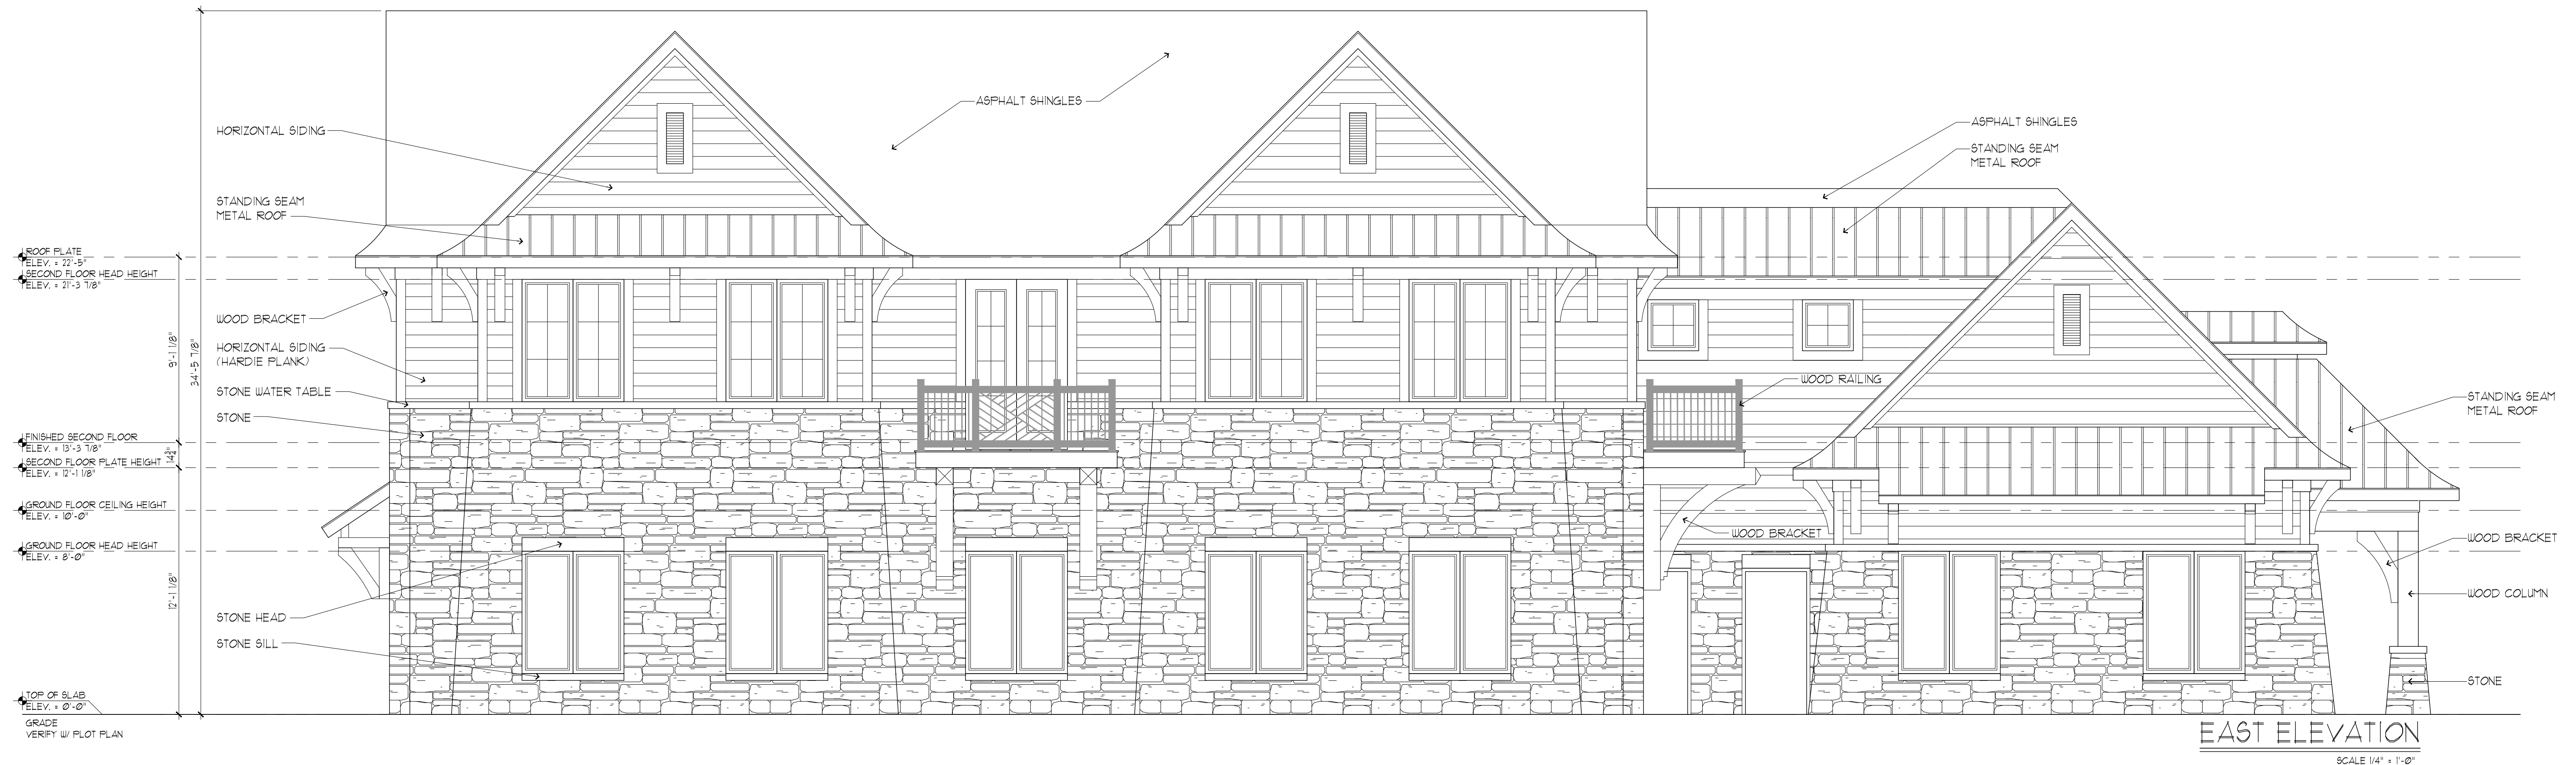 ASPHALT SHINGLES
HORIZONTAL SIDING
ASPHALT SHINGLES
STANDING SEAM
METAL ROOF
STANDING SEAM
METAL ROOF
ROOF PLATE
ELEV. = 22'-5"
SECOND FLOOR HEAD HEIGHT
ELEV. = 21'-3 7/8"
WOOD BRACKET
HORIZONTAL SIDING
(HARDIE PLANK)
9'-1 1/8"
34'-5 7/8"
STONE WATER TABLE
STONE
WOOD RAILING
STANDING SEAM
METAL ROOF
FINISHED SECOND FLOOR
ELEV. = 13'-3 7/8"
14 3/4"
SECOND FLOOR PLATE HEIGHT
ELEV. = 12'-1 1/8"
GROUND FLOOR CEILING HEIGHT
ELEV. = 10'-0"
WOOD BRACKET
WOOD BRACKET
GROUND FLOOR HEAD HEIGHT
ELEV. = 8'-0"
12'-1 1/8"
WOOD COLUMN
STONE HEAD
STONE SILL
STONE
TOP OF SLAB
ELEV. = 0'-0"
GRADE
VERIFY W/ PLOT PLAN
EAST ELEVATION
SCALE 1/4" = 1'-0"